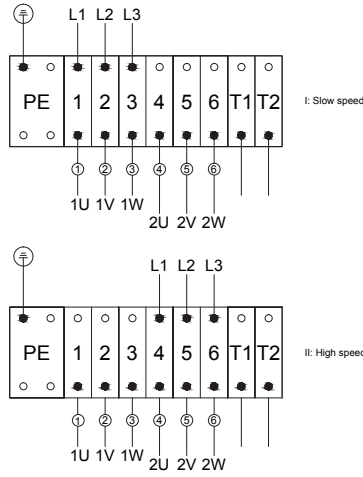 L1 L2 L3
PE 1 2 3 4 5 6 T1 T2
I: Slow speed
1 2 3 4 5 6
1U 1V 1W
2U 2V 2W
L1 L2 L3
PE 1 2 3 4 5 6 T1 T2
II: High speed
1 2 3 4 5 6
1U 1V 1W
2U 2V 2W